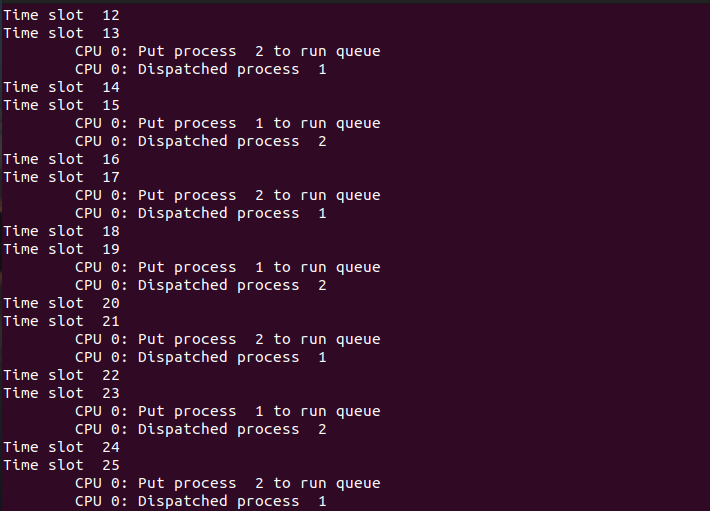 Time slot  12
Time slot  13
        CPU 0: Put process  2 to run queue
        CPU 0: Dispatched process  1
Time slot  14
Time slot  15
        CPU 0: Put process  1 to run queue
        CPU 0: Dispatched process  2
Time slot  16
Time slot  17
        CPU 0: Put process  2 to run queue
        CPU 0: Dispatched process  1
Time slot  18
Time slot  19
        CPU 0: Put process  1 to run queue
        CPU 0: Dispatched process  2
Time slot  20
Time slot  21
        CPU 0: Put process  2 to run queue
        CPU 0: Dispatched process  1
Time slot  22
Time slot  23
        CPU 0: Put process  1 to run queue
        CPU 0: Dispatched process  2
Time slot  24
Time slot  25
        CPU 0: Put process  2 to run queue
        CPU 0: Dispatched process  1